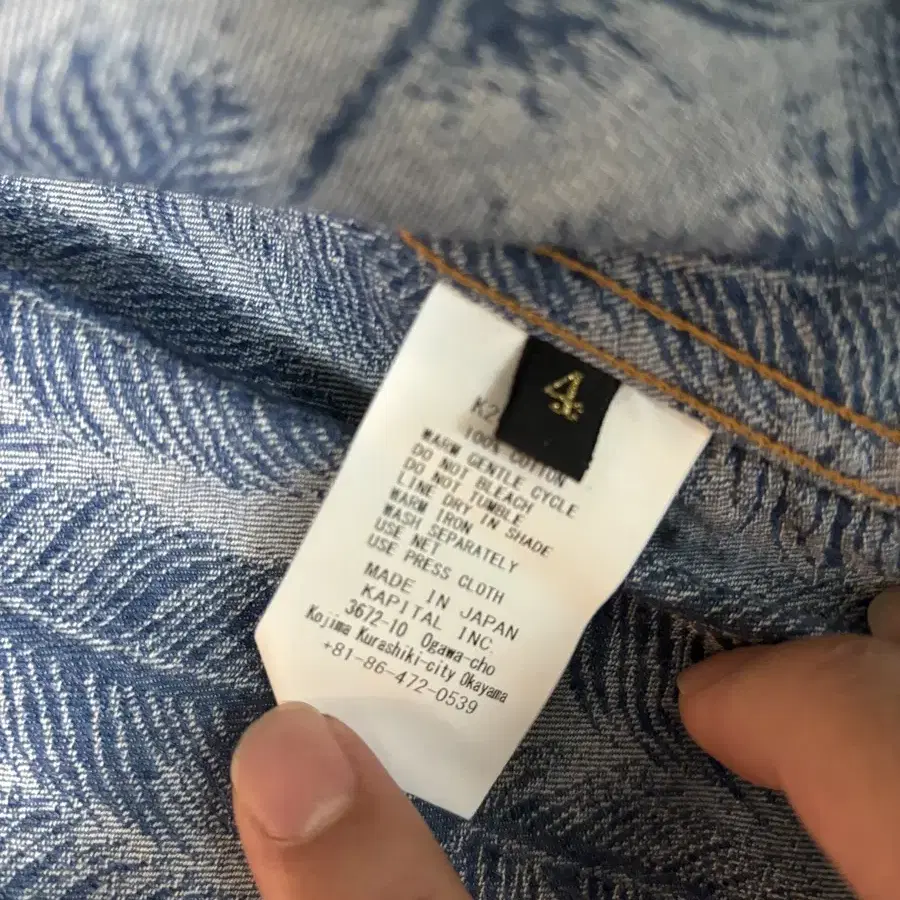 4
K2
100% COTTON
WARM GENTLE CYCLE
DO NOT BLEACH
DO NOT TUMBLE
LINE DRY IN SHADE
WARM IRON
WASH SEPARATELY
USE NET
USE PRESS CLOTH
MADE IN JAPAN
KAPITAL INC.
3672-10 Ogawa-cho
Kojima Kurashiki-city Okayama
+81-86-472-0539